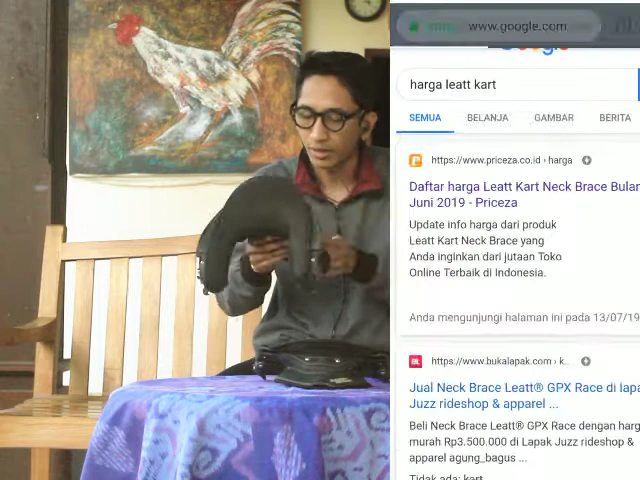 www.google.com
Google
harga leatt kart
SEMUA BELANJA GAMBAR BERITA
https://www.priceza.co.id › harga
Daftar harga Leatt Kart Neck Brace Bulan
Juni 2019 - Priceza
Update info harga dari produk
Leatt Kart Neck Brace yang
Anda inginkan dari jutaan Toko
Online Terbaik di Indonesia.
Anda mengunjungi halaman ini pada 13/07/19
BL
https://www.bukalapak.com › k...
Jual Neck Brace Leatt® GPX Race di lapa
Juzz rideshop & apparel ...
Beli Neck Brace Leatt® GPX Race dengan harg
murah Rp3.500.000 di Lapak Juzz rideshop &
apparel agung_bagus ...
Tidak ada: kart